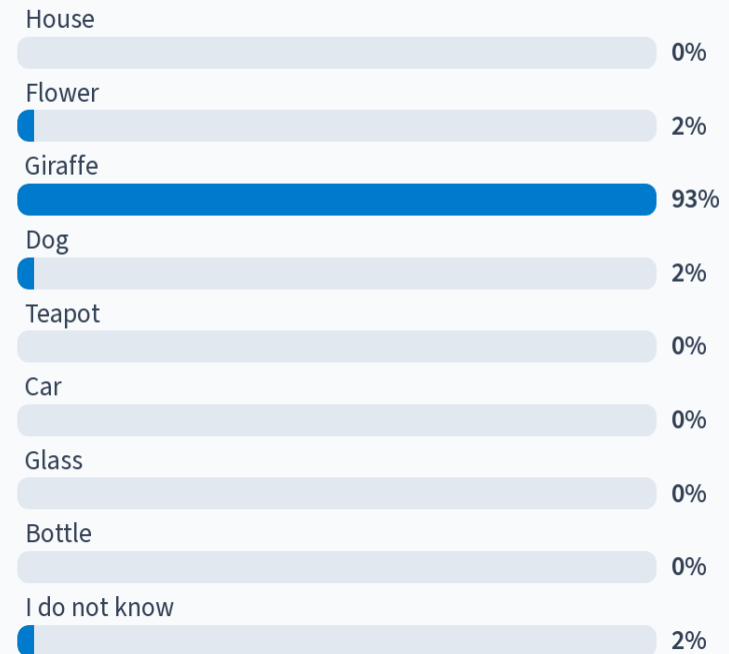 House
0%
Flower
2%
Giraffe
93%
Dog
2%
Teapot
0%
Car
0%
Glass
0%
Bottle
0%
I do not know
2%